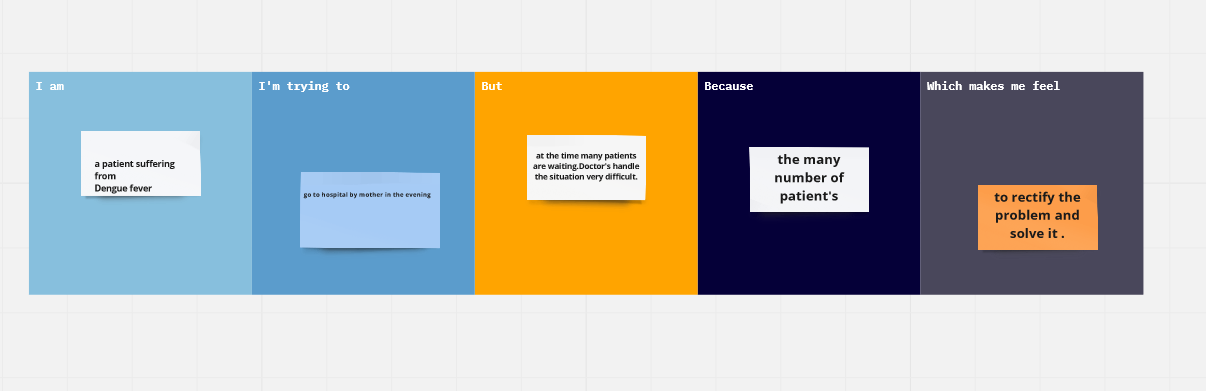 I am
a patient suffering
from
Dengue fever
I'm trying to
go to hospital by mother in the evening
But
at the time many patients
are waiting.Doctor's handle
the situation very difficult.
Because
the many
number of
patient's
Which makes me feel
to rectify the
problem and
solve it .